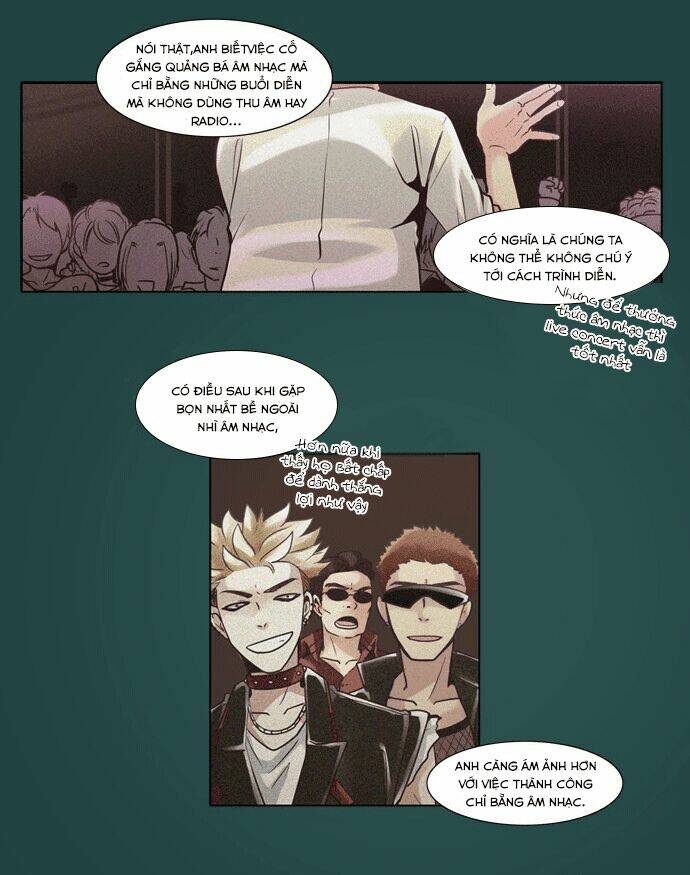 NÓI THẬT,ANH BIẾTVIỆC CỐ
GẮNG QUẢNG BÁ ÂM NHẠC MÀ
CHỈ BẰNG NHỮNG BUỔI DIỄN
MÀ KHÔNG DÙNG THU ÂM HAY
RADIO...
CÓ NGHĨA LÀ CHÚNG TA
KHÔNG THỂ KHÔNG CHÚ Ý
TỚI CÁCH TRÌNH DIỄN.
Nhưng để thưởng
thức âm nhạc thì
live concert vẫn là
tốt nhất
CÓ ĐIỀU SAU KHI GẶP
BỌN NHẤT BỀ NGOÀI
NHÌ ÂM NHẠC,
Hơn nữa khi
thấy họ Bất chấp
để dành thắng
lợi như vậy
ANH CÀNG ÁM ẢNH HƠN
VỚI VIỆC THÀNH CÔNG
CHỈ BẰNG ÂM NHẠC.